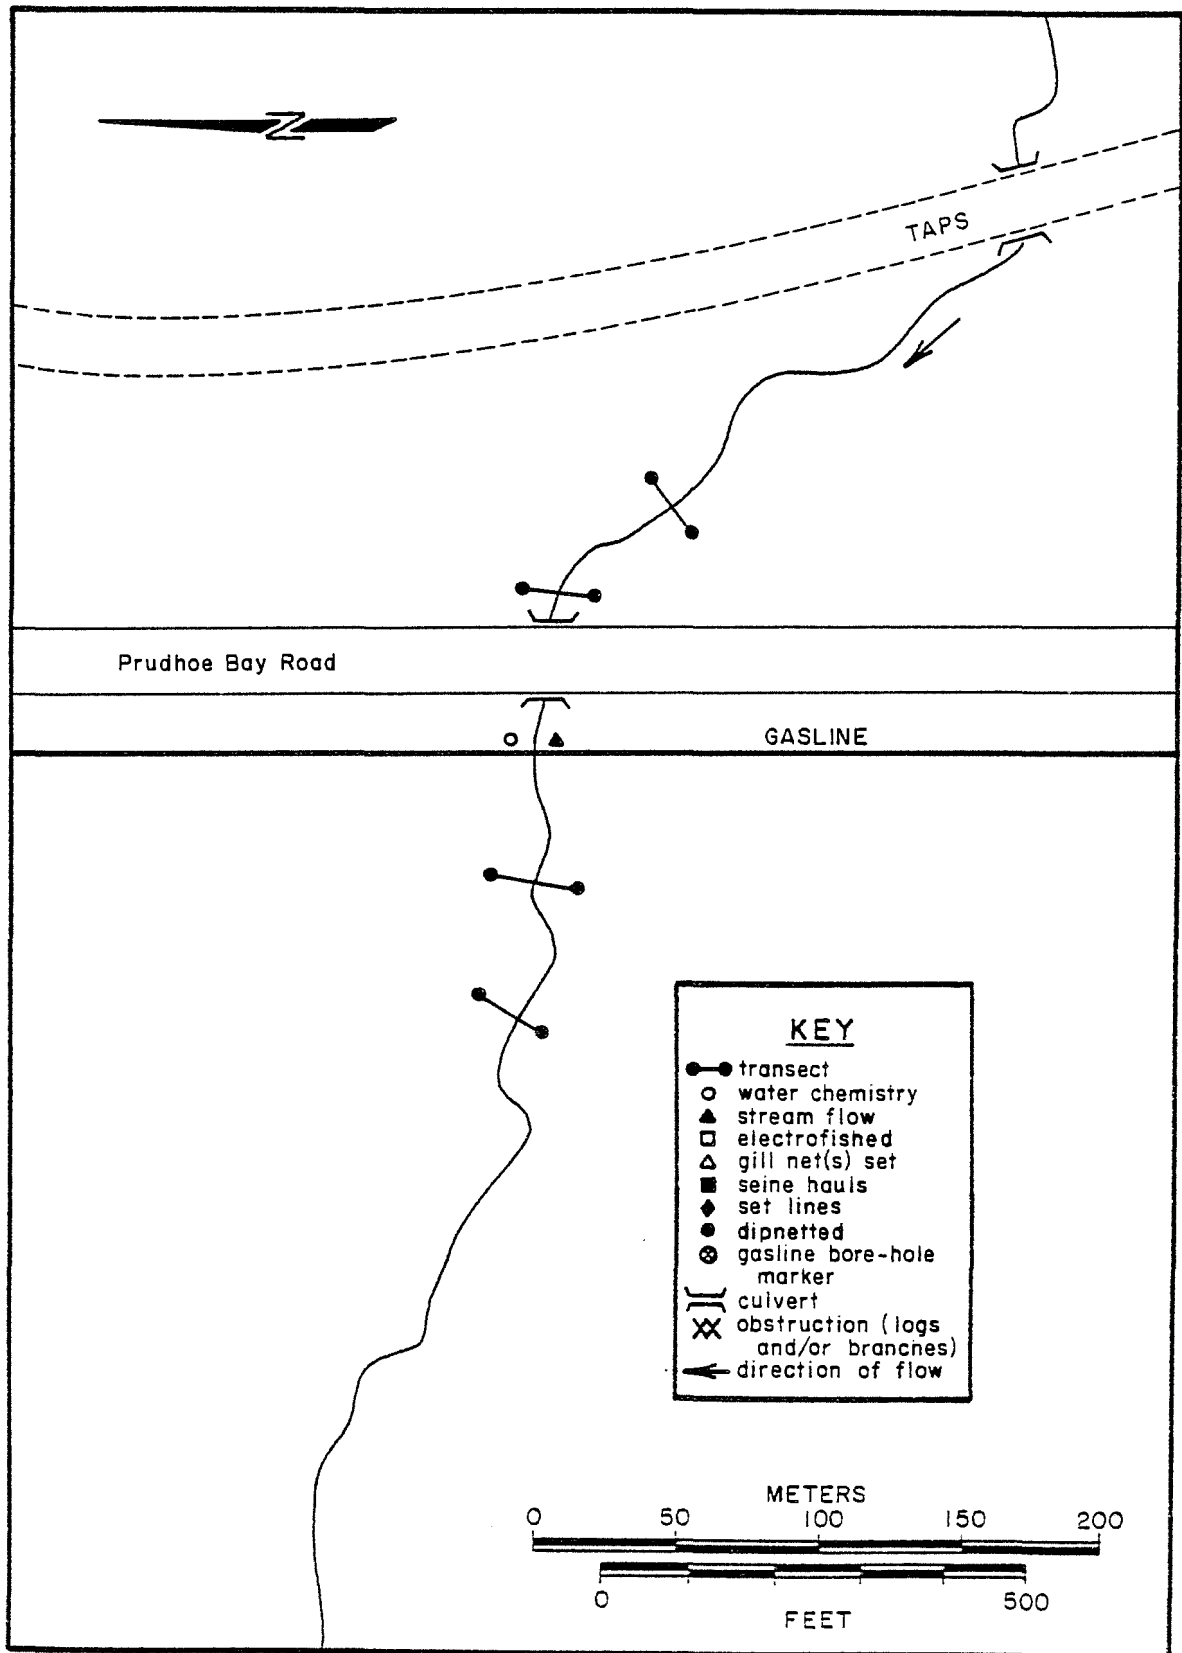 N
TAPS
Prudhoe Bay Road
GASLINE
KEY
transect
water chemistry
stream flow
electrofished
gill net(s) set
seine hauls
set lines
dipnetted
gasline bore-hole
marker
culvert
obstruction (logs
and/or branches)
direction of flow
METERS
0 50 100 150 200
0 500
FEET